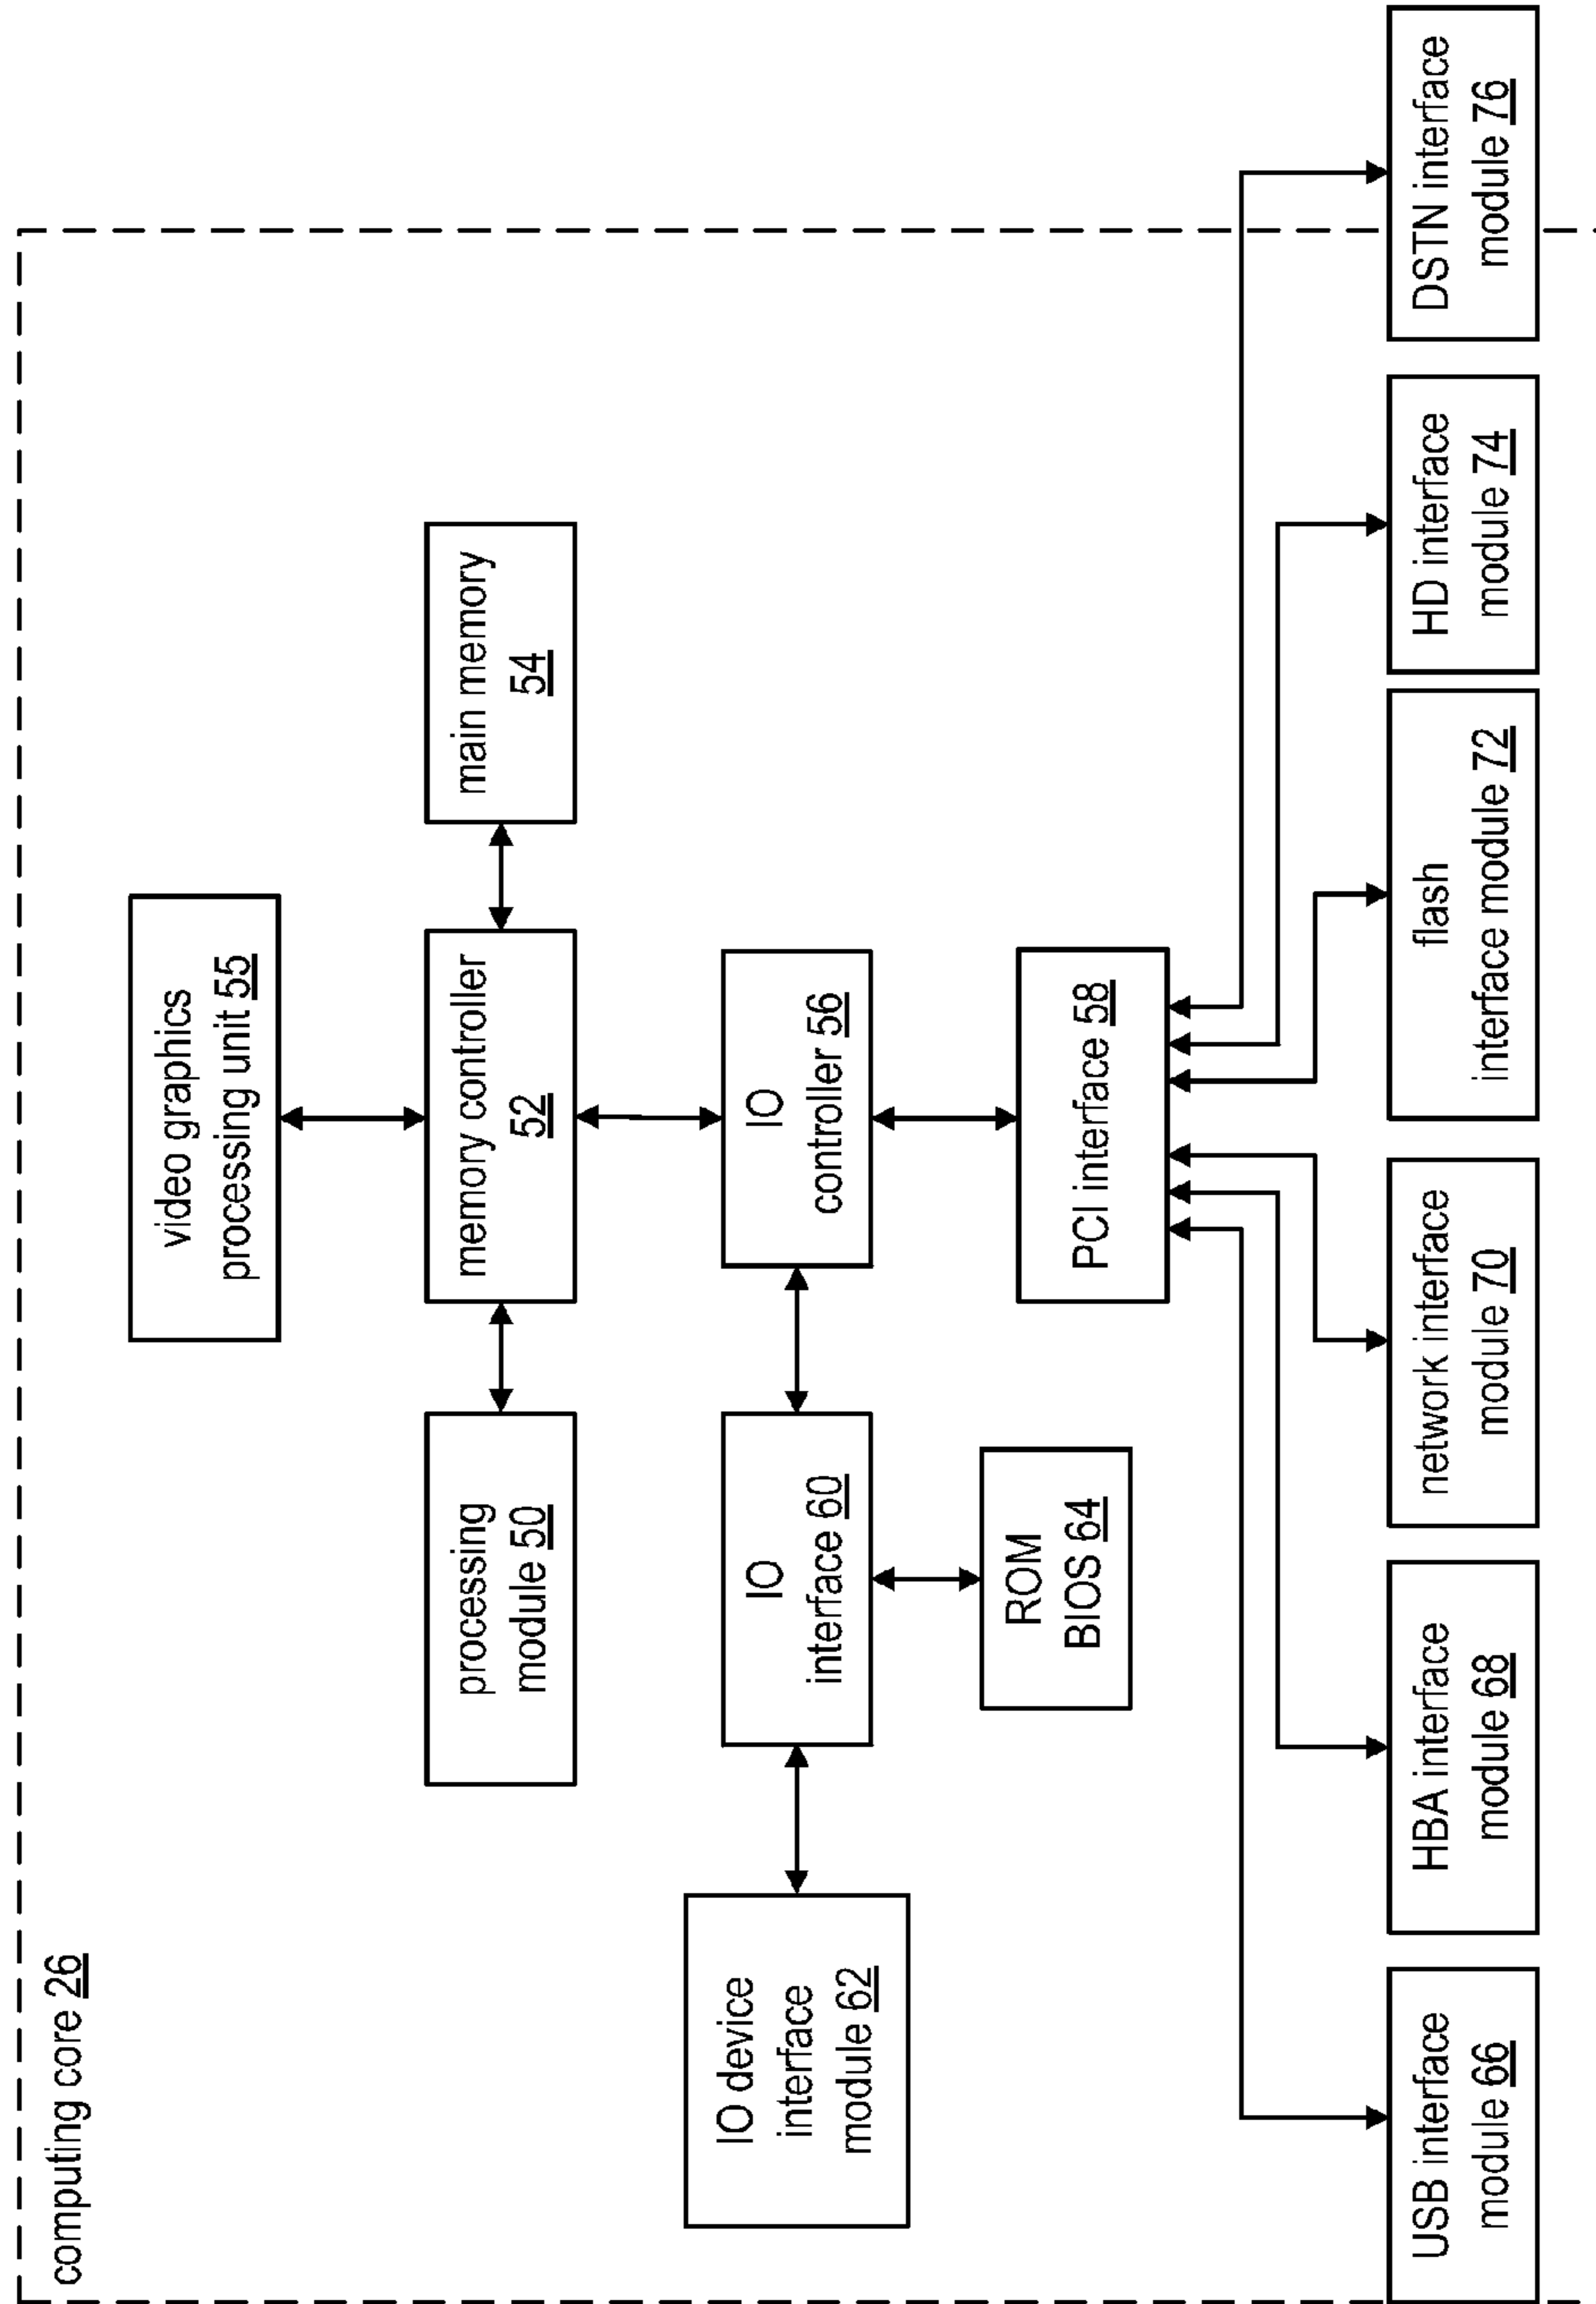 computing core 26
video graphics
processing unit 55
processing
module 50
memory controller
52
main memory
54
IO device
interface
module 62
IO
interface 60
IO
controller 56
ROM
BIOS 64
PCI interface 58
USB interface
module 66
HBA interface
module 68
network interface
module 70
flash
interface module 72
HD interface
module 74
DSTN interface
module 76